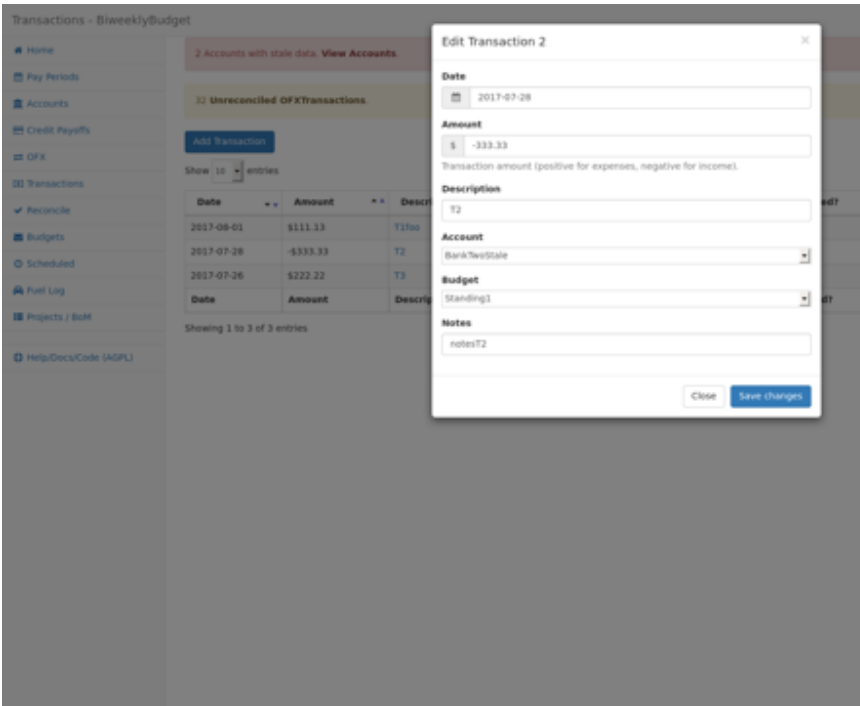 Transactions - BiweeklyBudget
Home
Pay Periods
Accounts
Credit Payoffs
OFX
Transactions
Reconcile
Budgets
Scheduled
Fuel Log
Projects / BoM
Help/Docs/Code (AGPL)
2 Accounts with stale data. View Accounts.
32 Unreconciled OFXTransactions.
Add Transaction
Show 10 entries
Date Amount Descri ed?
2017-08-01 $111.13 T1foo
2017-07-28 -$333.33 T2
2017-07-26 $222.22 T3
Date Amount Descrip d?
Showing 1 to 3 of 3 entries
Edit Transaction 2 ×
Date
2017-07-28
Amount
$ -333.33
Transaction amount (positive for expenses, negative for income).
Description
T2
Account
BankTwoStale
Budget
Standing1
Notes
notesT2
Close Save changes